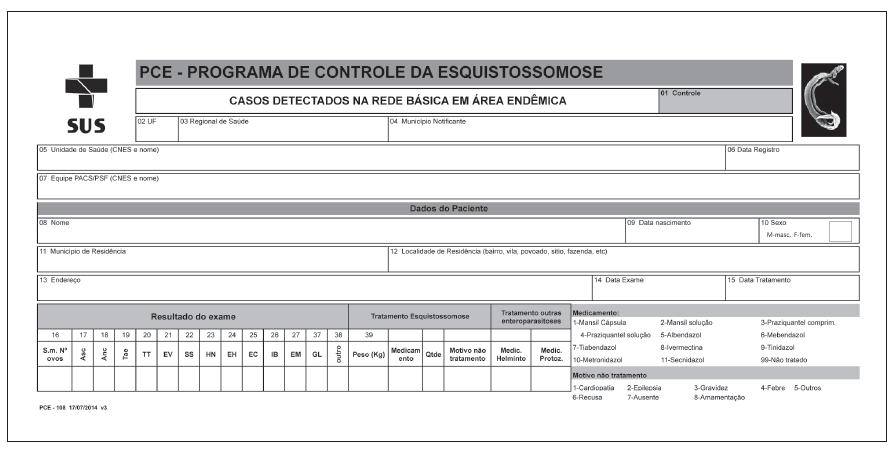 PCE - PROGRAMA DE CONTROLE DA ESQUISTOSSOMOSE
CASOS DETECTADOS NA REDE BÁSICA EM ÁREA ENDÊMICA
01 Controle
SUS
02 UF
03 Regional de Saúde
04 Município Notificante
05 Unidade de Saúde (CNES e nome)
06 Data Registro
07 Equipe PACS/PSF (CNES e nome)
Dados do Paciente
08 Nome
09 Data nascimento
10 Sexo
M-masc. F-fem.
11 Município de Residência
12 Localidade de Residência (bairro, vila, povoado, sítio, fazenda, etc)
13 Endereço
14 Data Exame
15 Data Tratamento
Resultado do exame
Tratamento Esquistossomose
Tratamento outras enteroparasitoses
16 17 18 19 20 21 22 23 24 25 26 27 37 38 39
S.m. Nº ovos
Asc
Anc
Tae
TT EV SS HN EH EC IB EM GL
outro
Peso (Kg)
Medicamento
Qtde
Motivo não tratamento
Medic. Helminto
Medic. Protoz.
Medicamento:
1-Mansil Cápsula 2-Mansil solução 3-Praziquantel comprim.
4-Praziquantel solução 5-Albendazol 6-Mebendazol
7-Tiabendazol 8-Ivermectina 9-Tinidazol
10-Metronidazol 11-Secnidazol 99-Não tratado
Motivo não tratamento
1-Cardiopatia 2-Epilepsia 3-Gravidez 4-Febre 5-Outros
6-Recusa 7-Ausente 8-Amamentação
PCE - 108 17/07/2014 v3